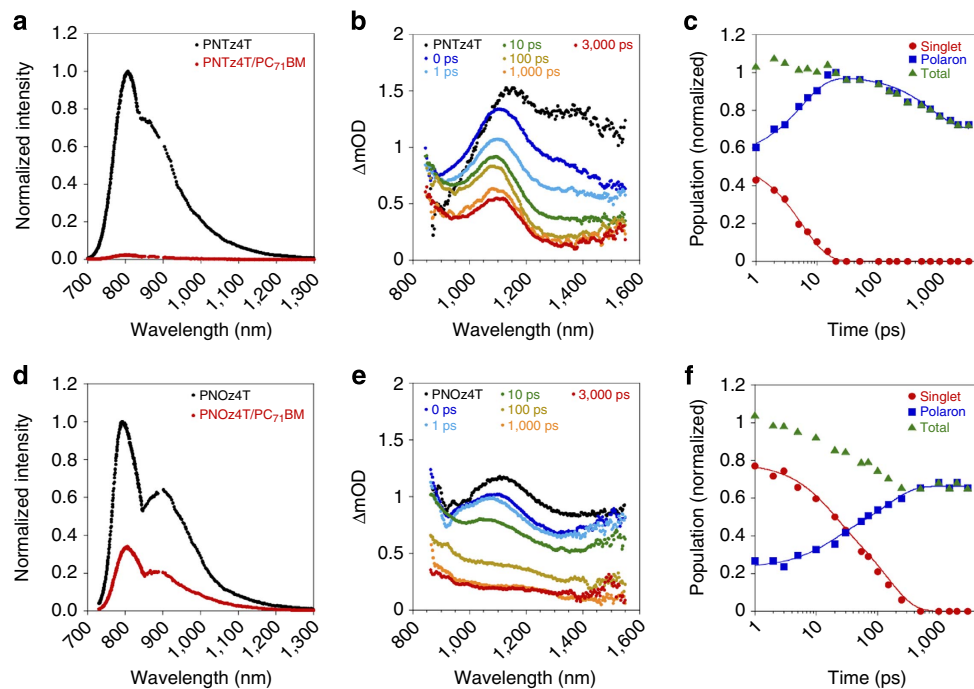 a
1.2
1.0
0.8
0.6
0.4
0.2
0.0
Normalized intensity
PNTz4T
PNTz4T/PC71BM
700
800
900
1,000
1,100
1,200
1,300
Wavelength (nm)
b
2
1.5
1
0.5
0
ΔmOD
PNTz4T
0 ps
1 ps
10 ps
100 ps
1,000 ps
3,000 ps
800
1,000
1,200
1,400
1,600
Wavelength (nm)
c
1.2
1
0.8
0.6
0.4
0.2
0
Population (normalized)
Singlet
Polaron
Total
1
10
100
1,000
Time (ps)
d
1.2
1.0
0.8
0.6
0.4
0.2
0.0
Normalized intensity
PNOz4T
PNOz4T/PC71BM
700
800
900
1,000
1,100
1,200
1,300
Wavelength (nm)
e
2
1.5
1
0.5
0
ΔmOD
PNOz4T
0 ps
1 ps
10 ps
100 ps
1,000 ps
3,000 ps
800
1,000
1,200
1,400
1,600
Wavelength (nm)
f
1.2
1
0.8
0.6
0.4
0.2
0
Population (normalized)
Singlet
Polaron
Total
1
10
100
1,000
Time (ps)